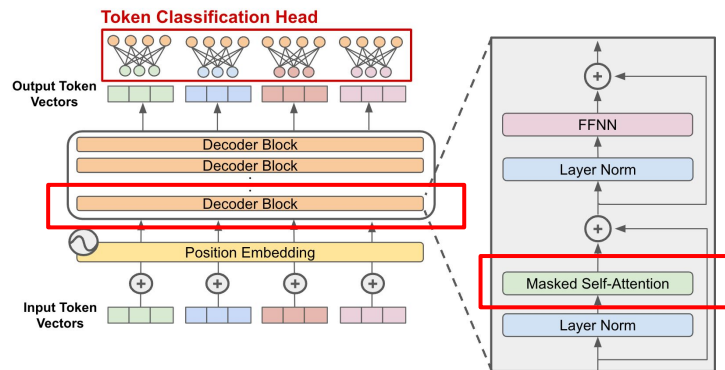 Token Classification Head
Output Token
Vectors
Decoder Block
Decoder Block
Decoder Block
Position Embedding
Input Token
Vectors
FFNN
Layer Norm
Masked Self-Attention
Layer Norm